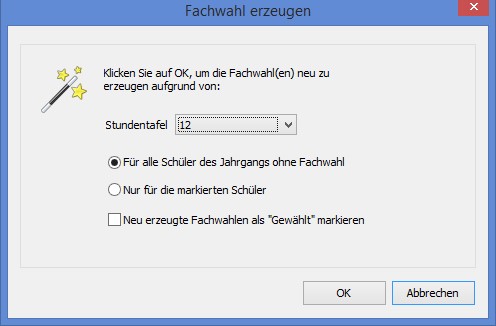 Fachwahl erzeugen
Klicken Sie auf OK, um die Fachwahl(en) neu zu
erzeugen aufgrund von:
Stundentafel 12
Für alle Schüler des Jahrgangs ohne Fachwahl
Nur für die markierten Schüler
Neu erzeugte Fachwahlen als "Gewählt" markieren
OK Abbrechen